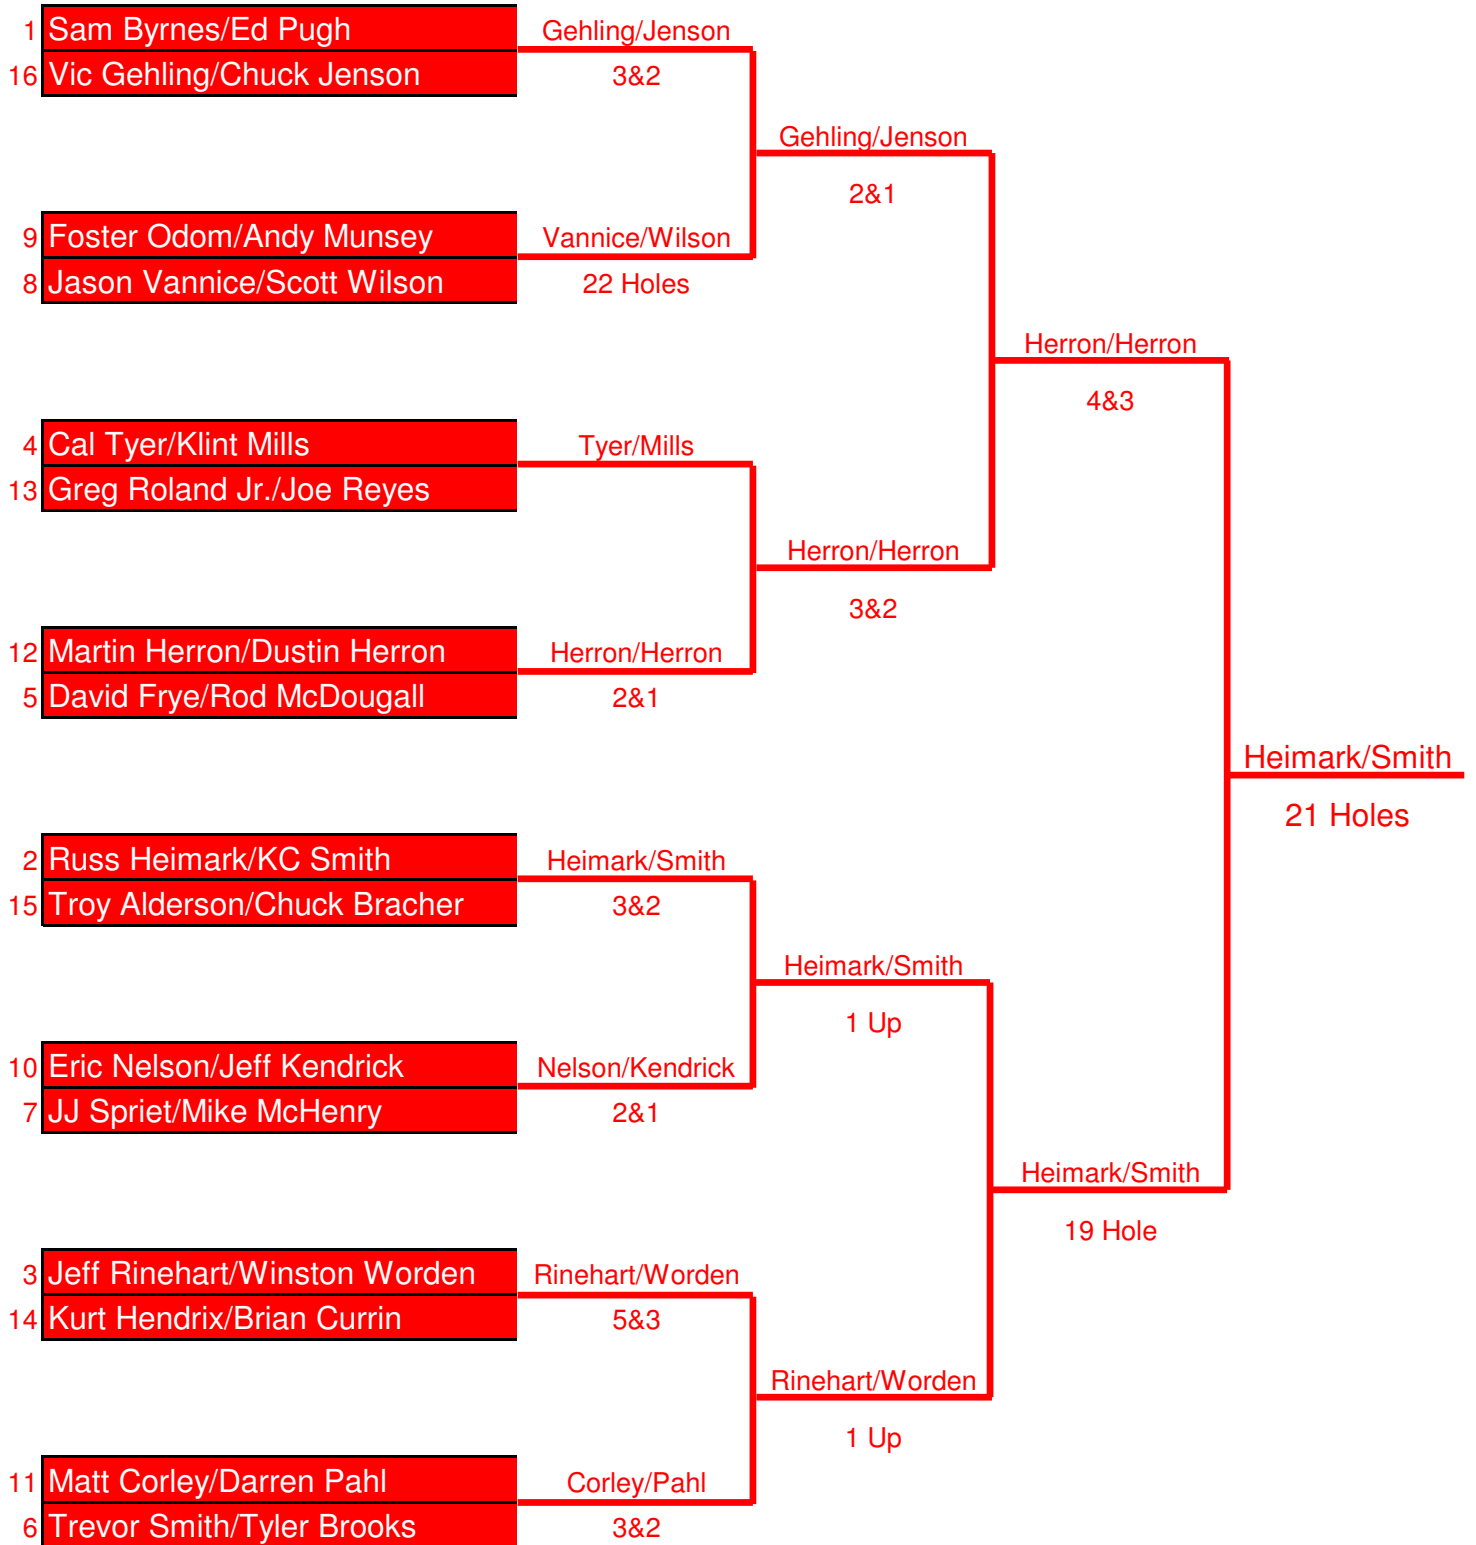 1 Sam Byrnes/Ed Pugh Gehling/Jenson
16 Vic Gehling/Chuck Jenson 3&2
Gehling/Jenson
2&1
9 Foster Odom/Andy Munsey Vannice/Wilson
8 Jason Vannice/Scott Wilson 22 Holes
Herron/Herron
4&3
4 Cal Tyer/Klint Mills Tyer/Mills
13 Greg Roland Jr./Joe Reyes
Herron/Herron
3&2
12 Martin Herron/Dustin Herron Herron/Herron
5 David Frye/Rod McDougall 2&1
Heimark/Smith
21 Holes
2 Russ Heimark/KC Smith Heimark/Smith
15 Troy Alderson/Chuck Bracher 3&2
Heimark/Smith
1 Up
10 Eric Nelson/Jeff Kendrick Nelson/Kendrick
7 JJ Spriet/Mike McHenry 2&1
Heimark/Smith
19 Hole
3 Jeff Rinehart/Winston Worden Rinehart/Worden
14 Kurt Hendrix/Brian Currin 5&3
Rinehart/Worden
1 Up
11 Matt Corley/Darren Pahl Corley/Pahl
6 Trevor Smith/Tyler Brooks 3&2